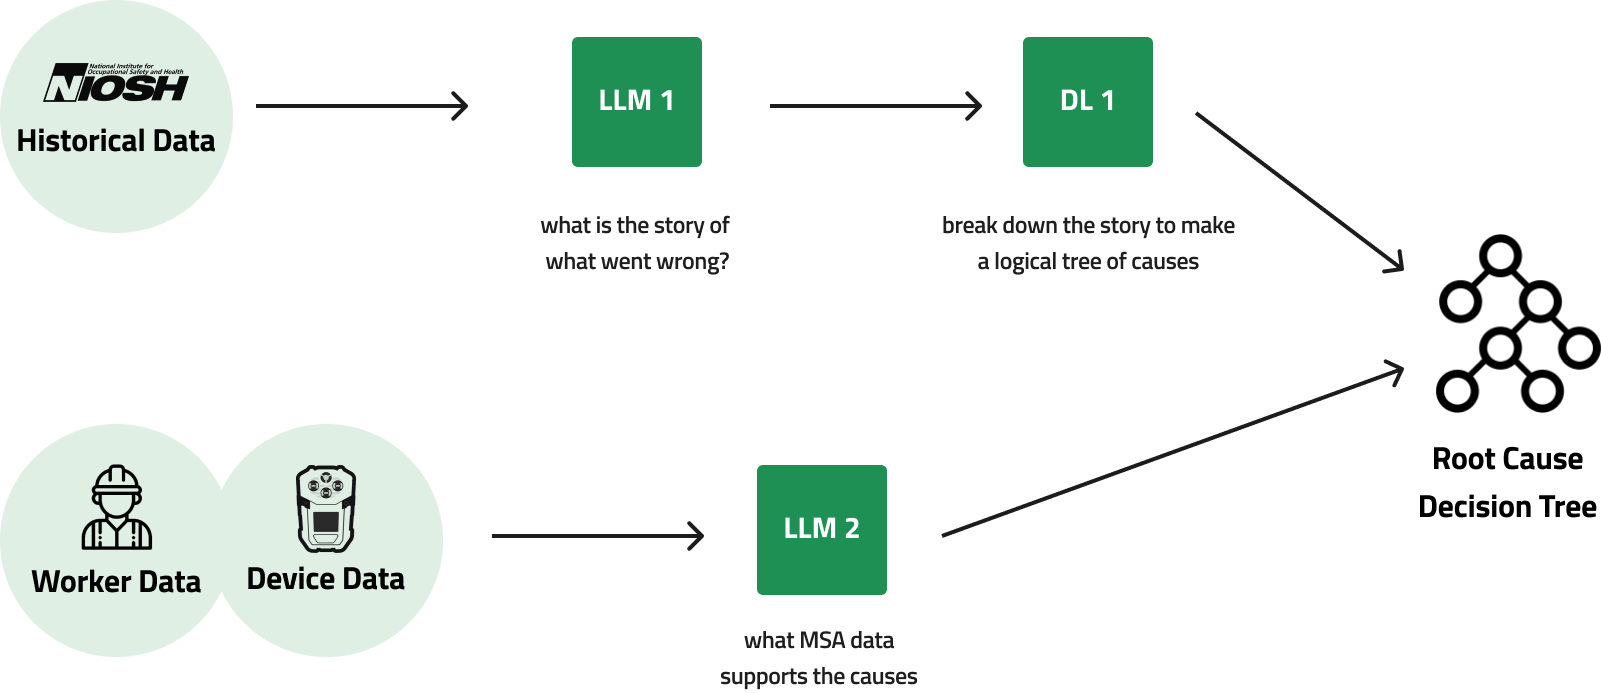 National Institute for
Occupational Safety and Health
NIOSH
Historical Data
LLM 1
what is the story of
what went wrong?
DL 1
break down the story to make
a logical tree of causes
Worker Data
Device Data
LLM 2
what MSA data
supports the causes
Root Cause
Decision Tree